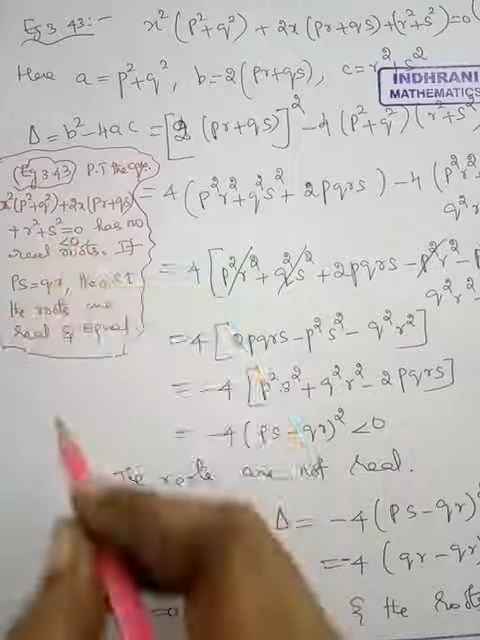 Eg 3.43:- x²(p²+q²) + 2x(pr+qs)+(r²+s²)=0
Here a=p²+q², b=2(pr+qs), c=r²+s²
INDHRANI
MATHEMATICS
Δ=b²-4ac =[2(pr+qs)]²-4(p²+q²)(r²+s²
(Eg 3.43) P.T the eqn.
x²(p²+q²)+2x(pr+qs)
+r²+s²=0 has no
real roots. If
ps=qr, then S.T
the roots are
real & Equal
=4(p²r²+q²s²+2pqrs)-4(p²r²+
q²r²
=4[p²r²+q²s²+2pqrs-p²r²-p
q²r²-
=4[2pqrs-p²s²-q²r²]
=-4[p²s²+q²r²-2pqrs]
= -4(ps-qr)²<0
The roots are not real.
Δ= -4(ps-qr)²
=-4(qr-qr)
=0
& the roots